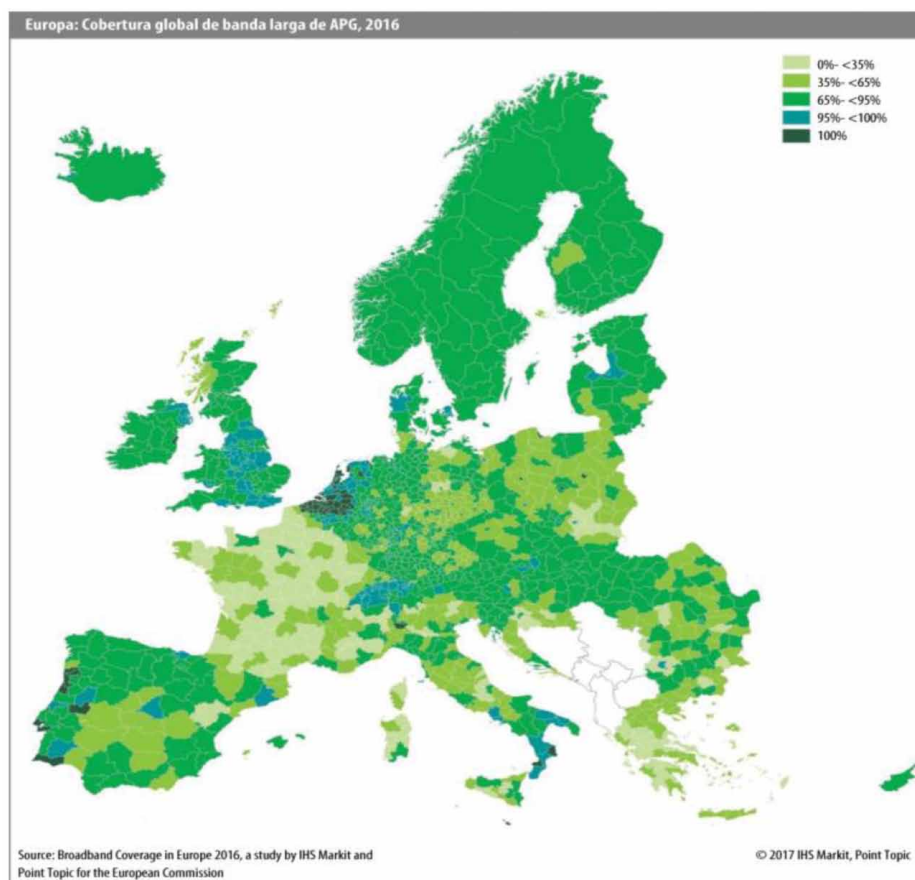 Europa: Cobertura global de banda larga de APG, 2016
0%- <35%
35%- <65%
65%- <95%
95%- <100%
100%
Source: Broadband Coverage in Europe 2016, a study by IHS Markit and
Point Topic for the European Commission
© 2017 IHS Markit, Point Topic